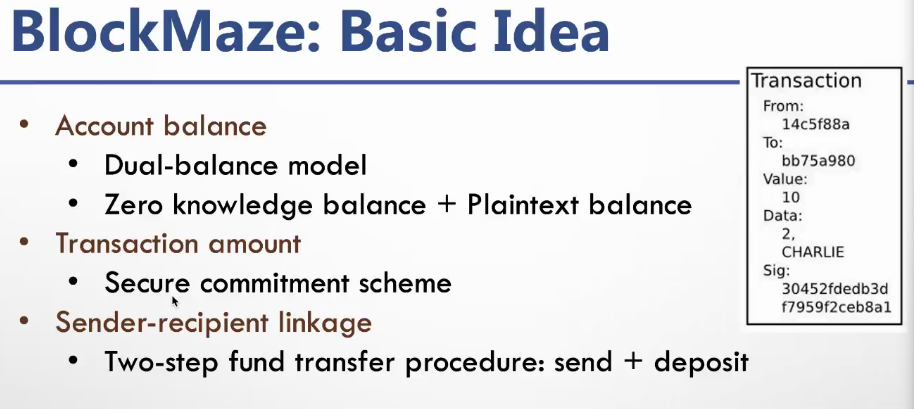 BlockMaze: Basic Idea
• Account balance
• Dual-balance model
• Zero knowledge balance + Plaintext balance
• Transaction amount
• Secure commitment scheme
• Sender-recipient linkage
• Two-step fund transfer procedure: send + deposit
Transaction
From:
14c5f88a
To:
bb75a980
Value:
10
Data:
2,
CHARLIE
Sig:
30452fdedb3d
f7959f2ceb8a1